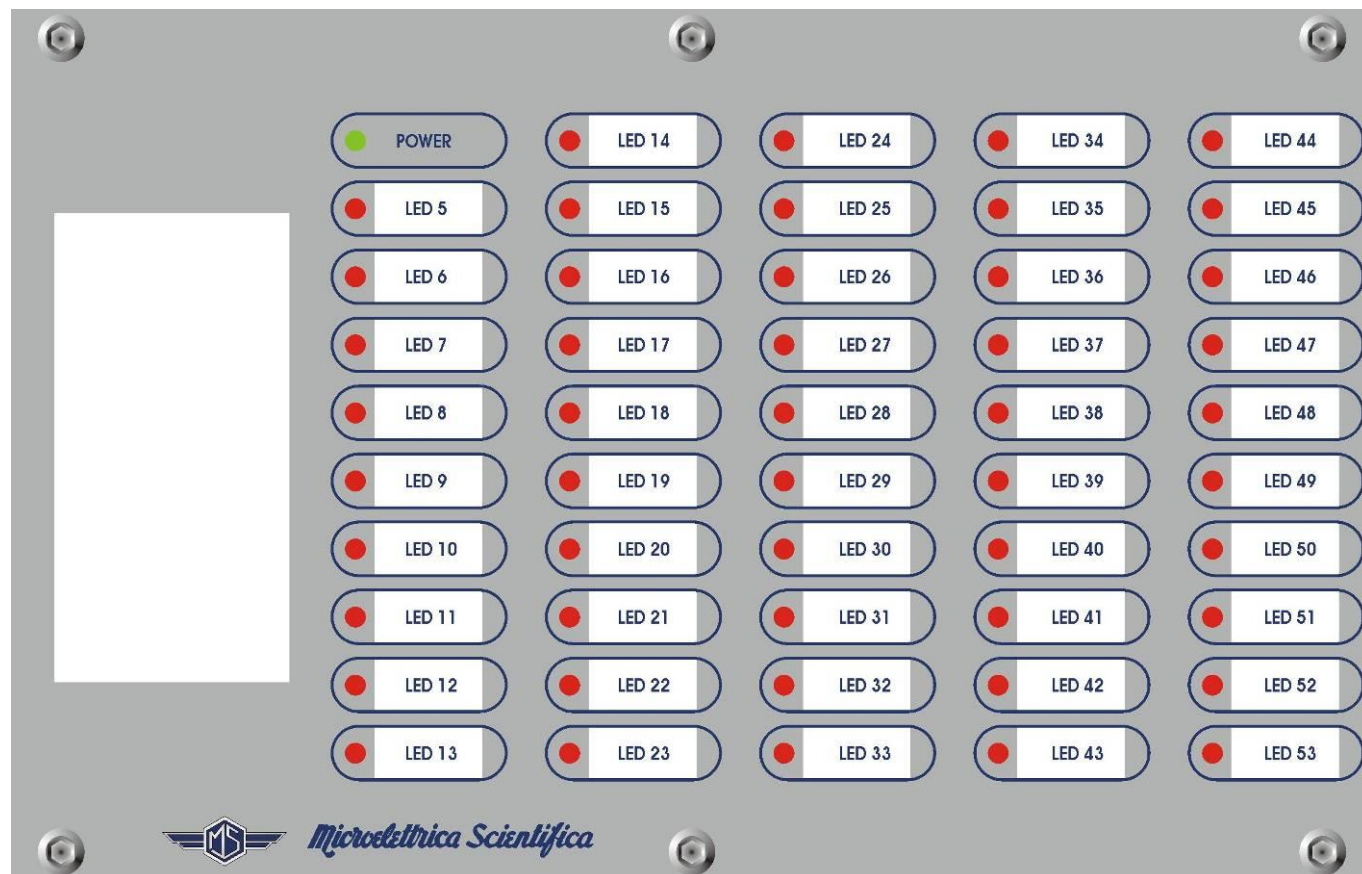 POWER LED 14 LED 24 LED 34 LED 44
LED 5 LED 15 LED 25 LED 35 LED 45
LED 6 LED 16 LED 26 LED 36 LED 46
LED 7 LED 17 LED 27 LED 37 LED 47
LED 8 LED 18 LED 28 LED 38 LED 48
LED 9 LED 19 LED 29 LED 39 LED 49
LED 10 LED 20 LED 30 LED 40 LED 50
LED 11 LED 21 LED 31 LED 41 LED 51
LED 12 LED 22 LED 32 LED 42 LED 52
LED 13 LED 23 LED 33 LED 43 LED 53
MS Microelettrica Scientifica